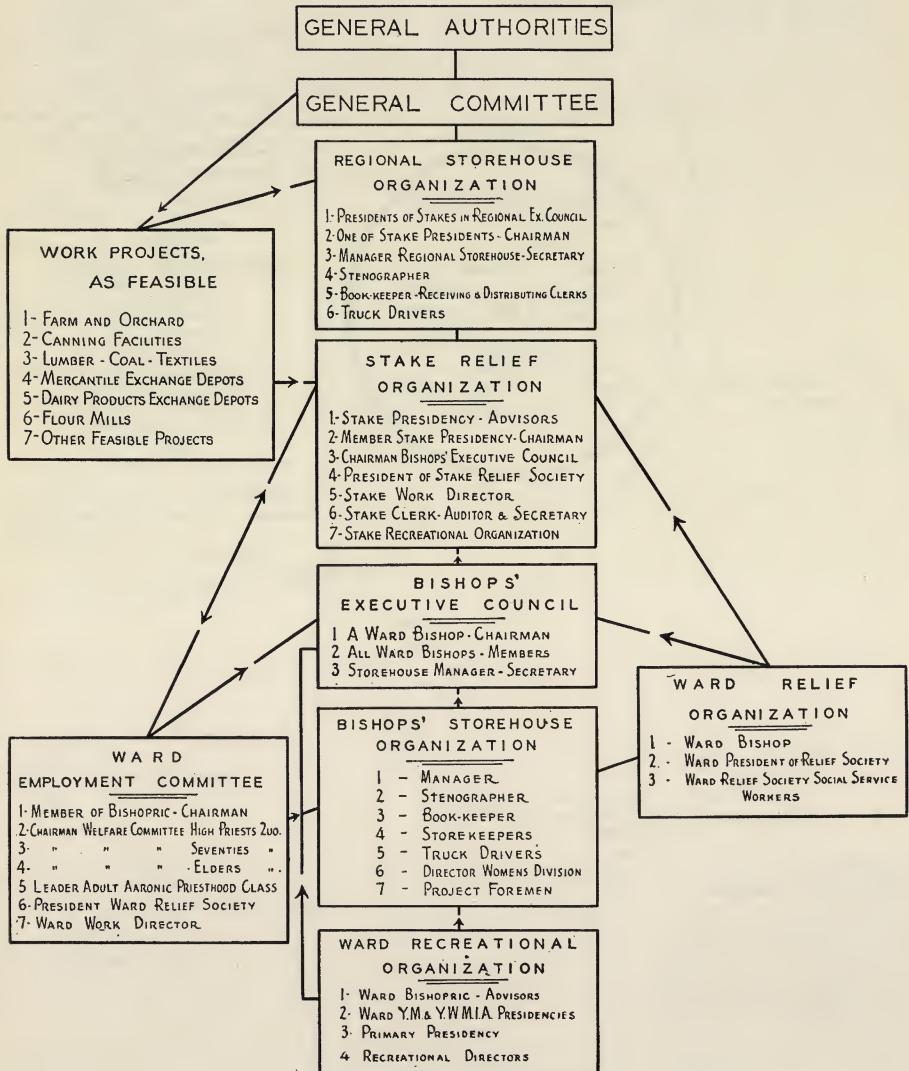 GENERAL AUTHORITIES
GENERAL COMMITTEE
REGIONAL STOREHOUSE
ORGANIZATION
1-PRESIDENTS OF STAKES IN REGIONAL EX. COUNCIL
2-ONE OF STAKE PRESIDENTS-CHAIRMAN
3-MANAGER REGIONAL STOREHOUSE-SECRETARY
4-STENOGRAPHER
5-BOOK-KEEPER-RECEIVING & DISTRIBUTING CLERKS
6-TRUCK DRIVERS
WORK PROJECTS,
AS FEASIBLE
1- FARM AND ORCHARD
2- CANNING FACILITIES
3- LUMBER - COAL - TEXTILES
4- MERCANTILE EXCHANGE DEPOTS
5- DAIRY PRODUCTS EXCHANGE DEPOTS
6- FLOUR MILLS
7- OTHER FEASIBLE PROJECTS
STAKE RELIEF
ORGANIZATION
1-STAKE PRESIDENCY-ADVISORS
2-MEMBER STAKE PRESIDENCY-CHAIRMAN
3-CHAIRMAN BISHOPS' EXECUTIVE COUNCIL
4-PRESIDENT OF STAKE RELIEF SOCIETY
5-STAKE WORK DIRECTOR
6-STAKE CLERK-AUDITOR & SECRETARY
7-STAKE RECREATIONAL ORGANIZATION
BISHOPS'
EXECUTIVE COUNCIL
1 A WARD BISHOP-CHAIRMAN
2 ALL WARD BISHOPS-MEMBERS
3 STOREHOUSE MANAGER-SECRETARY
WARD RELIEF
ORGANIZATION
1 - WARD BISHOP
2. - WARD PRESIDENT OF RELIEF SOCIETY
3 - WARD RELIEF SOCIETY SOCIAL SERVICE
WORKERS
BISHOPS' STOREHOUSE
ORGANIZATION
1 - MANAGER
2 - STENOGRAPHER
3 - BOOK-KEEPER
4 - STOREKEEPERS
5 - TRUCK DRIVERS
6 - DIRECTOR WOMENS DIVISION
7 - PROJECT FOREMEN
WARD
EMPLOYMENT COMMITTEE
1-MEMBER OF BISHOPRIC-CHAIRMAN
2-CHAIRMAN WELFARE COMMITTEE HIGH PRIESTS QUO.
3- " " " SEVENTIES "
4- " " " ELDERS "
5 LEADER ADULT AARONIC PRIESTHOOD CLASS
6-PRESIDENT WARD RELIEF SOCIETY
7-WARD WORK DIRECTOR
WARD RECREATIONAL
ORGANIZATION
1- WARD BISHOPRIC - ADVISORS
2- WARD Y.M. & Y.W.M.I.A. PRESIDENCIES
3- PRIMARY PRESIDENCY
4 RECREATIONAL DIRECTORS